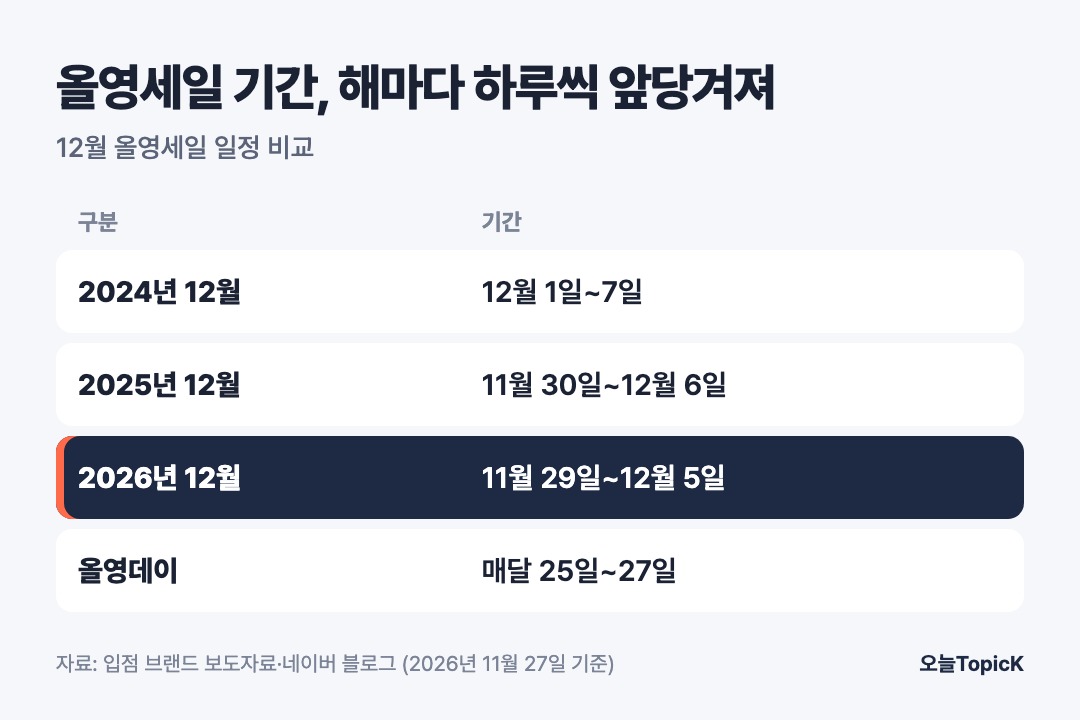 올영세일 기간, 해마다 하루씩 앞당겨져
12월 올영세일 일정 비교
구분 기간
2024년 12월 12월 1일~7일
2025년 12월 11월 30일~12월 6일
2026년 12월 11월 29일~12월 5일
올영데이 매달 25일~27일
자료: 입점 브랜드 보도자료·네이버 블로그 (2026년 11월 27일 기준) 오늘TopicK